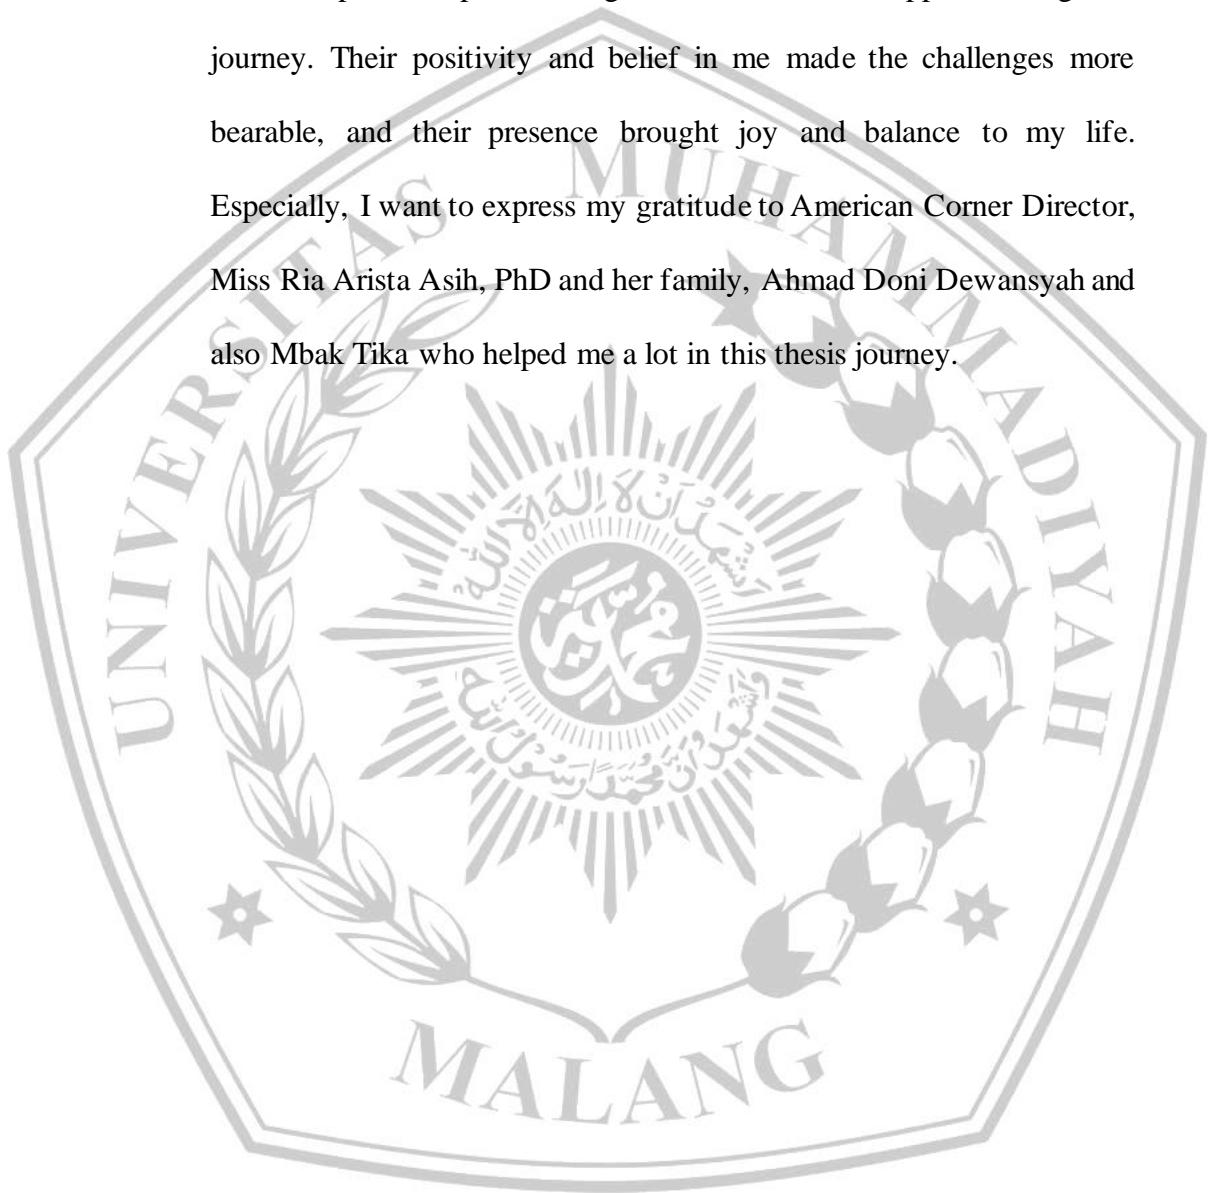 journey. Their positivity and belief in me made the challenges more
bearable, and their presence brought joy and balance to my life.
Especially, I want to express my gratitude to American Corner Director,
Miss Ria Arista Asih, PhD and her family, Ahmad Doni Dewansyah and
also Mbak Tika who helped me a lot in this thesis journey.
UNIVERSITAS MUHAMMADIYAH
MALANG